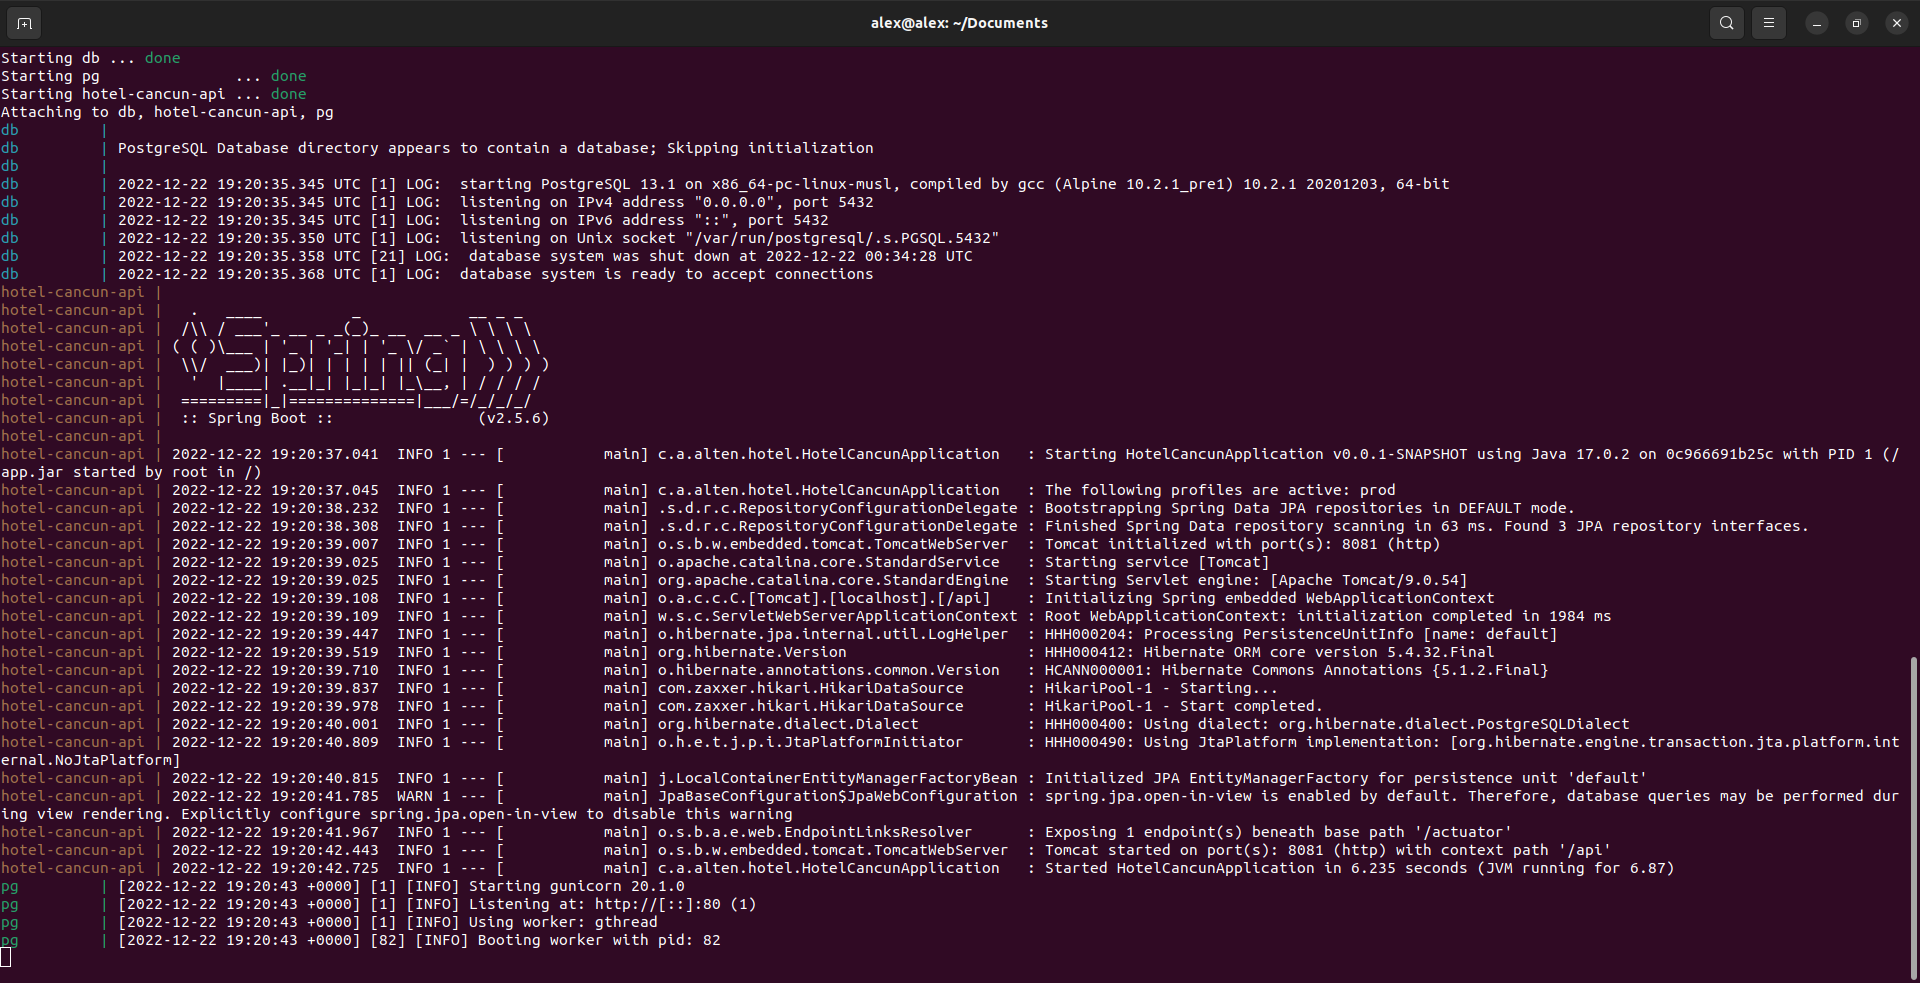 alex@alex: ~/Documents
Starting db ... done
Starting pg               ... done
Starting hotel-cancun-api ... done
Attaching to db, hotel-cancun-api, pg
db         |
db         | PostgreSQL Database directory appears to contain a database; Skipping initialization
db         |
db         | 2022-12-22 19:20:35.345 UTC [1] LOG:  starting PostgreSQL 13.1 on x86_64-pc-linux-musl, compiled by gcc (Alpine 10.2.1_pre1) 10.2.1 20201203, 64-bit
db         | 2022-12-22 19:20:35.345 UTC [1] LOG:  listening on IPv4 address "0.0.0.0", port 5432
db         | 2022-12-22 19:20:35.345 UTC [1] LOG:  listening on IPv6 address "::", port 5432
db         | 2022-12-22 19:20:35.350 UTC [1] LOG:  listening on Unix socket "/var/run/postgresql/.s.PGSQL.5432"
db         | 2022-12-22 19:20:35.358 UTC [21] LOG:  database system was shut down at 2022-12-22 00:34:28 UTC
db         | 2022-12-22 19:20:35.368 UTC [1] LOG:  database system is ready to accept connections
hotel-cancun-api |
hotel-cancun-api |   .   ____          _            __ _ _
hotel-cancun-api |  /\\ / ___'_ __ _ _(_)_ __  __ _ \ \ \ \
hotel-cancun-api | ( ( )\___ | '_ | '_| | '_ \/ _` | \ \ \ \
hotel-cancun-api |  \\/  ___)| |_)| | | | | || (_| |  ) ) ) )
hotel-cancun-api |   '  |____| .__|_| |_|_| |_\__, | / / / /
hotel-cancun-api |  =========|_|==============|___/=/_/_/_/
hotel-cancun-api |  :: Spring Boot ::                (v2.5.6)
hotel-cancun-api |
hotel-cancun-api | 2022-12-22 19:20:37.041  INFO 1 --- [           main] c.a.alten.hotel.HotelCancunApplication   : Starting HotelCancunApplication v0.0.1-SNAPSHOT using Java 17.0.2 on 0c966691b25c with PID 1 (/
app.jar started by root in /)
hotel-cancun-api | 2022-12-22 19:20:37.045  INFO 1 --- [           main] c.a.alten.hotel.HotelCancunApplication   : The following profiles are active: prod
hotel-cancun-api | 2022-12-22 19:20:38.232  INFO 1 --- [           main] .s.d.r.c.RepositoryConfigurationDelegate : Bootstrapping Spring Data JPA repositories in DEFAULT mode.
hotel-cancun-api | 2022-12-22 19:20:38.308  INFO 1 --- [           main] .s.d.r.c.RepositoryConfigurationDelegate : Finished Spring Data repository scanning in 63 ms. Found 3 JPA repository interfaces.
hotel-cancun-api | 2022-12-22 19:20:39.007  INFO 1 --- [           main] o.s.b.w.embedded.tomcat.TomcatWebServer  : Tomcat initialized with port(s): 8081 (http)
hotel-cancun-api | 2022-12-22 19:20:39.025  INFO 1 --- [           main] o.apache.catalina.core.StandardService   : Starting service [Tomcat]
hotel-cancun-api | 2022-12-22 19:20:39.025  INFO 1 --- [           main] org.apache.catalina.core.StandardEngine  : Starting Servlet engine: [Apache Tomcat/9.0.54]
hotel-cancun-api | 2022-12-22 19:20:39.108  INFO 1 --- [           main] o.a.c.c.C.[Tomcat].[localhost].[/api]    : Initializing Spring embedded WebApplicationContext
hotel-cancun-api | 2022-12-22 19:20:39.109  INFO 1 --- [           main] w.s.c.ServletWebServerApplicationContext : Root WebApplicationContext: initialization completed in 1984 ms
hotel-cancun-api | 2022-12-22 19:20:39.447  INFO 1 --- [           main] o.hibernate.jpa.internal.util.LogHelper  : HHH000204: Processing PersistenceUnitInfo [name: default]
hotel-cancun-api | 2022-12-22 19:20:39.519  INFO 1 --- [           main] org.hibernate.Version                    : HHH000412: Hibernate ORM core version 5.4.32.Final
hotel-cancun-api | 2022-12-22 19:20:39.710  INFO 1 --- [           main] o.hibernate.annotations.common.Version   : HCANN000001: Hibernate Commons Annotations {5.1.2.Final}
hotel-cancun-api | 2022-12-22 19:20:39.837  INFO 1 --- [           main] com.zaxxer.hikari.HikariDataSource       : HikariPool-1 - Starting...
hotel-cancun-api | 2022-12-22 19:20:39.978  INFO 1 --- [           main] com.zaxxer.hikari.HikariDataSource       : HikariPool-1 - Start completed.
hotel-cancun-api | 2022-12-22 19:20:40.001  INFO 1 --- [           main] org.hibernate.dialect.Dialect            : HHH000400: Using dialect: org.hibernate.dialect.PostgreSQLDialect
hotel-cancun-api | 2022-12-22 19:20:40.809  INFO 1 --- [           main] o.h.e.t.j.p.i.JtaPlatformInitiator       : HHH000490: Using JtaPlatform implementation: [org.hibernate.engine.transaction.jta.platform.int
ernal.NoJtaPlatform]
hotel-cancun-api | 2022-12-22 19:20:40.815  INFO 1 --- [           main] j.LocalContainerEntityManagerFactoryBean : Initialized JPA EntityManagerFactory for persistence unit 'default'
hotel-cancun-api | 2022-12-22 19:20:41.785  WARN 1 --- [           main] JpaBaseConfiguration$JpaWebConfiguration : spring.jpa.open-in-view is enabled by default. Therefore, database queries may be performed dur
ing view rendering. Explicitly configure spring.jpa.open-in-view to disable this warning
hotel-cancun-api | 2022-12-22 19:20:41.967  INFO 1 --- [           main] o.s.b.a.e.web.EndpointLinksResolver      : Exposing 1 endpoint(s) beneath base path '/actuator'
hotel-cancun-api | 2022-12-22 19:20:42.443  INFO 1 --- [           main] o.s.b.w.embedded.tomcat.TomcatWebServer  : Tomcat started on port(s): 8081 (http) with context path '/api'
hotel-cancun-api | 2022-12-22 19:20:42.725  INFO 1 --- [           main] c.a.alten.hotel.HotelCancunApplication   : Started HotelCancunApplication in 6.235 seconds (JVM running for 6.87)
pg         | [2022-12-22 19:20:43 +0000] [1] [INFO] Starting gunicorn 20.1.0
pg         | [2022-12-22 19:20:43 +0000] [1] [INFO] Listening at: http://[::]:80 (1)
pg         | [2022-12-22 19:20:43 +0000] [1] [INFO] Using worker: gthread
pg         | [2022-12-22 19:20:43 +0000] [82] [INFO] Booting worker with pid: 82